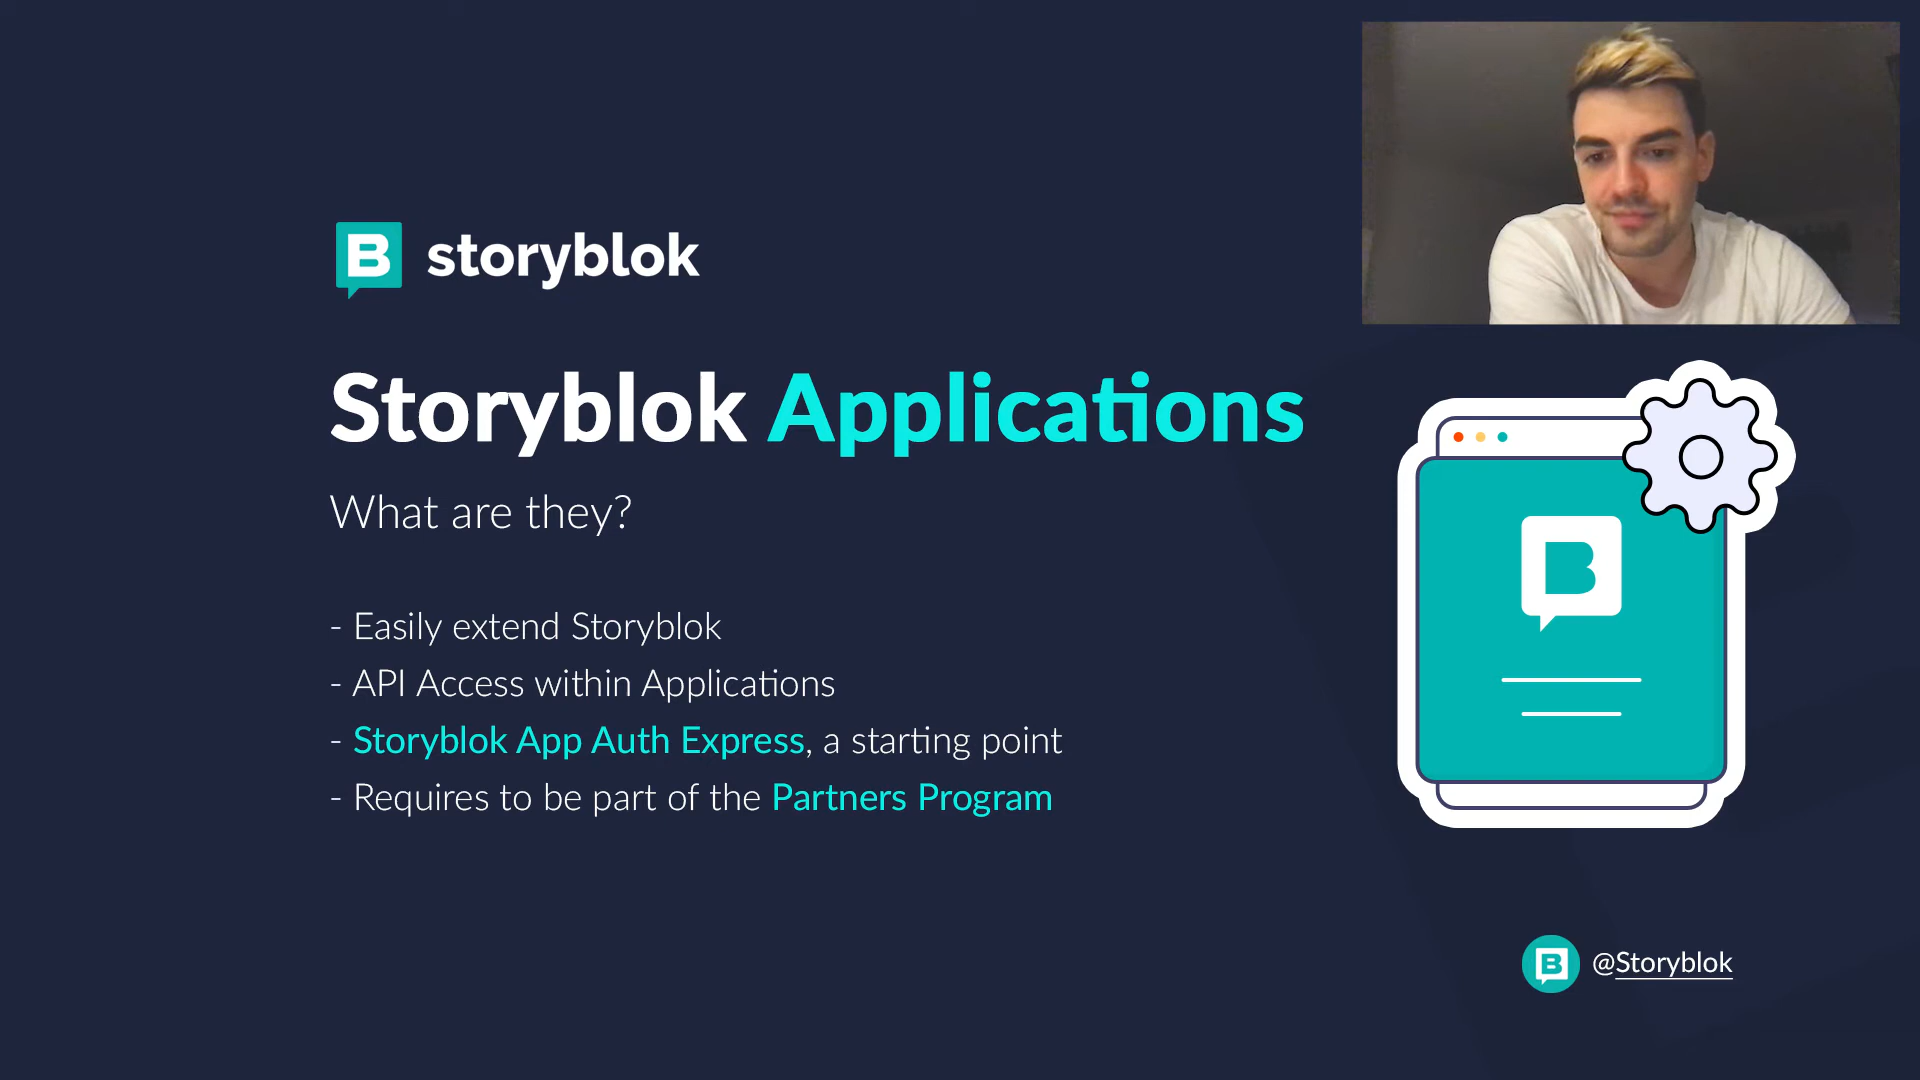 storyblok
Storyblok Applications
What are they?
- Easily extend Storyblok
- API Access within Applications
- Storyblok App Auth Express, a starting point
- Requires to be part of the Partners Program
@Storyblok